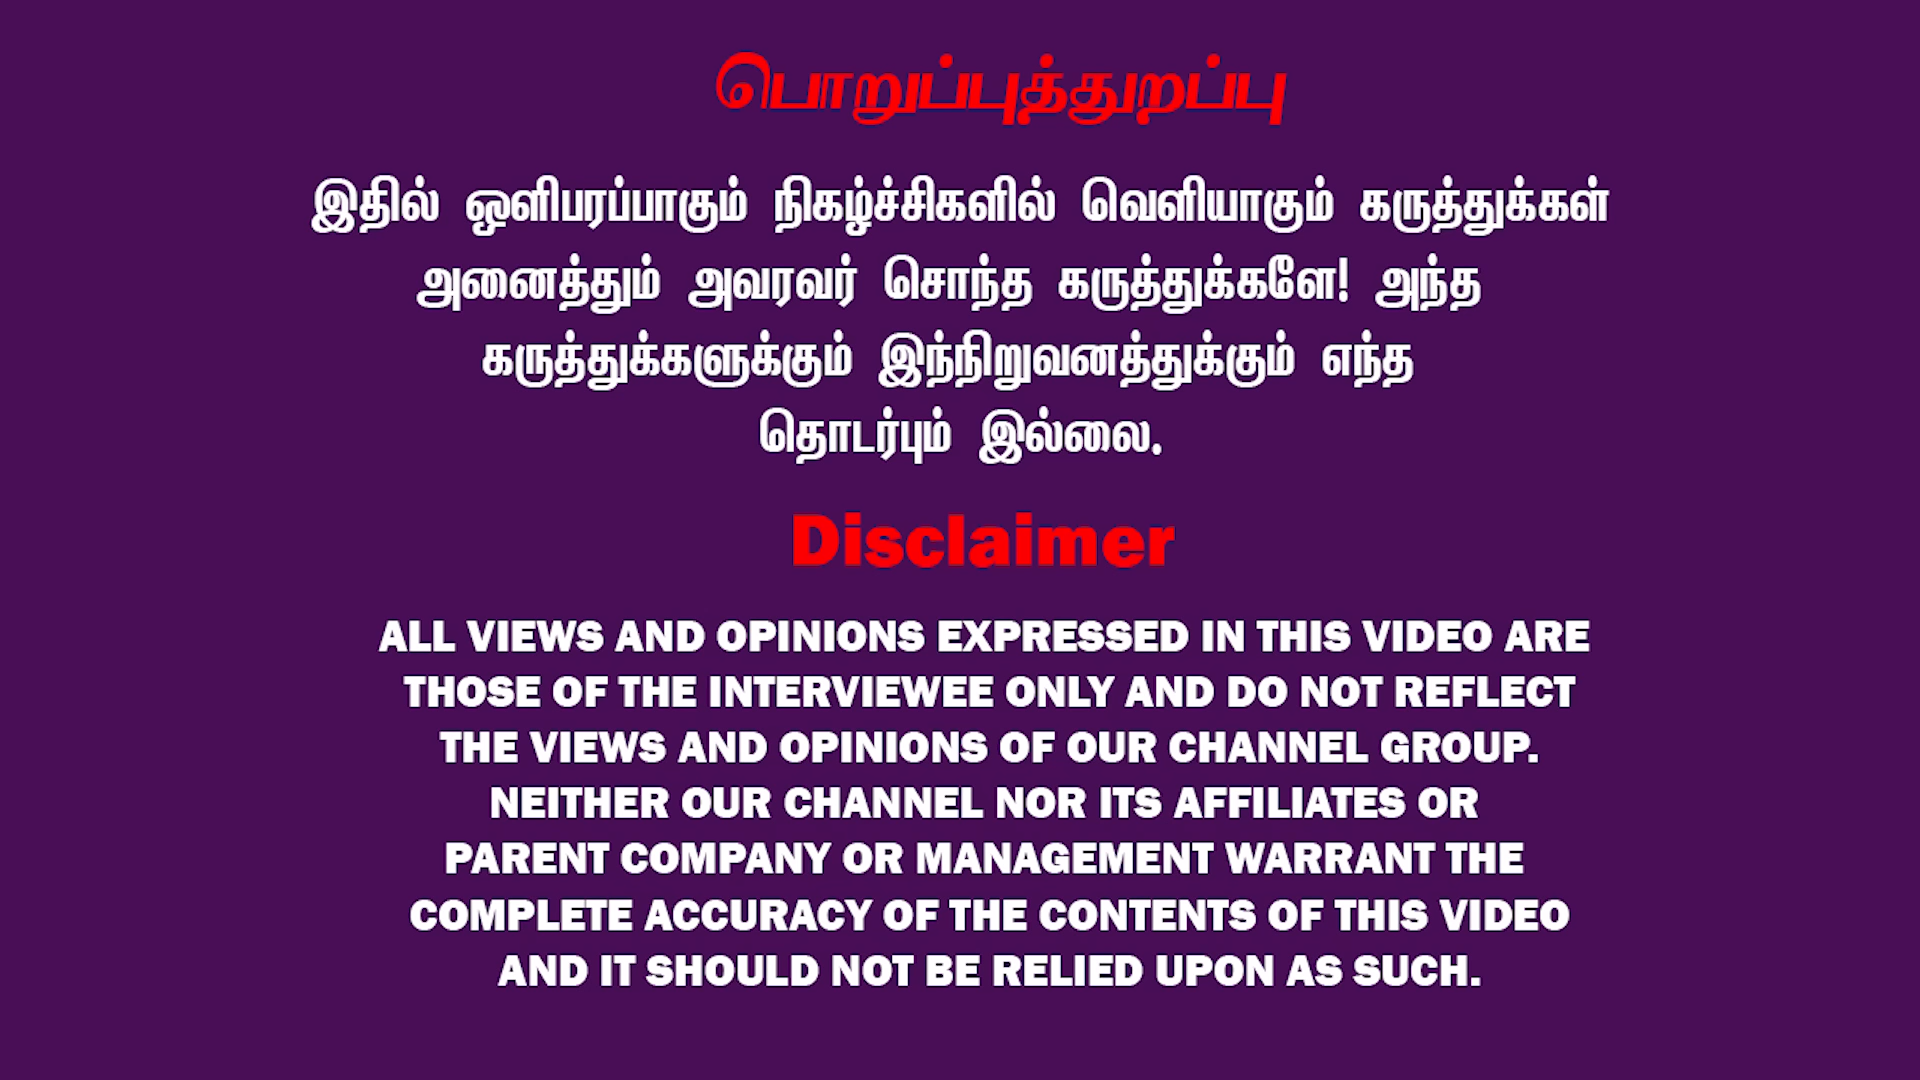 பொறுப்புத்துறப்பு
இதில் ஒளிபரப்பாகும் நிகழ்ச்சிகளில் வெளியாகும் கருத்துக்கள்
அனைத்தும் அவரவர் சொந்த கருத்துக்களே! அந்த
கருத்துக்களுக்கும் இந்நிறுவனத்துக்கும் எந்த
தொடர்பும் இல்லை.
Disclaimer
ALL VIEWS AND OPINIONS EXPRESSED IN THIS VIDEO ARE
THOSE OF THE INTERVIEWEE ONLY AND DO NOT REFLECT
THE VIEWS AND OPINIONS OF OUR CHANNEL GROUP.
NEITHER OUR CHANNEL NOR ITS AFFILIATES OR
PARENT COMPANY OR MANAGEMENT WARRANT THE
COMPLETE ACCURACY OF THE CONTENTS OF THIS VIDEO
AND IT SHOULD NOT BE RELIED UPON AS SUCH.